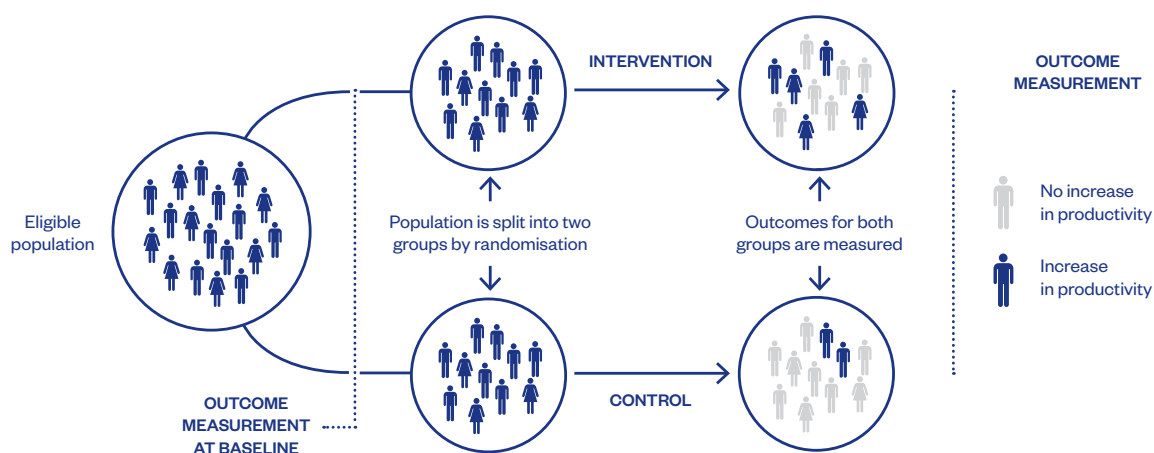 Eligible
population
OUTCOME
MEASUREMENT
AT BASELINE
Population is split into two
groups by randomisation
INTERVENTION
CONTROL
Outcomes for both
groups are measured
OUTCOME
MEASUREMENT
No increase
in productivity
Increase
in productivity